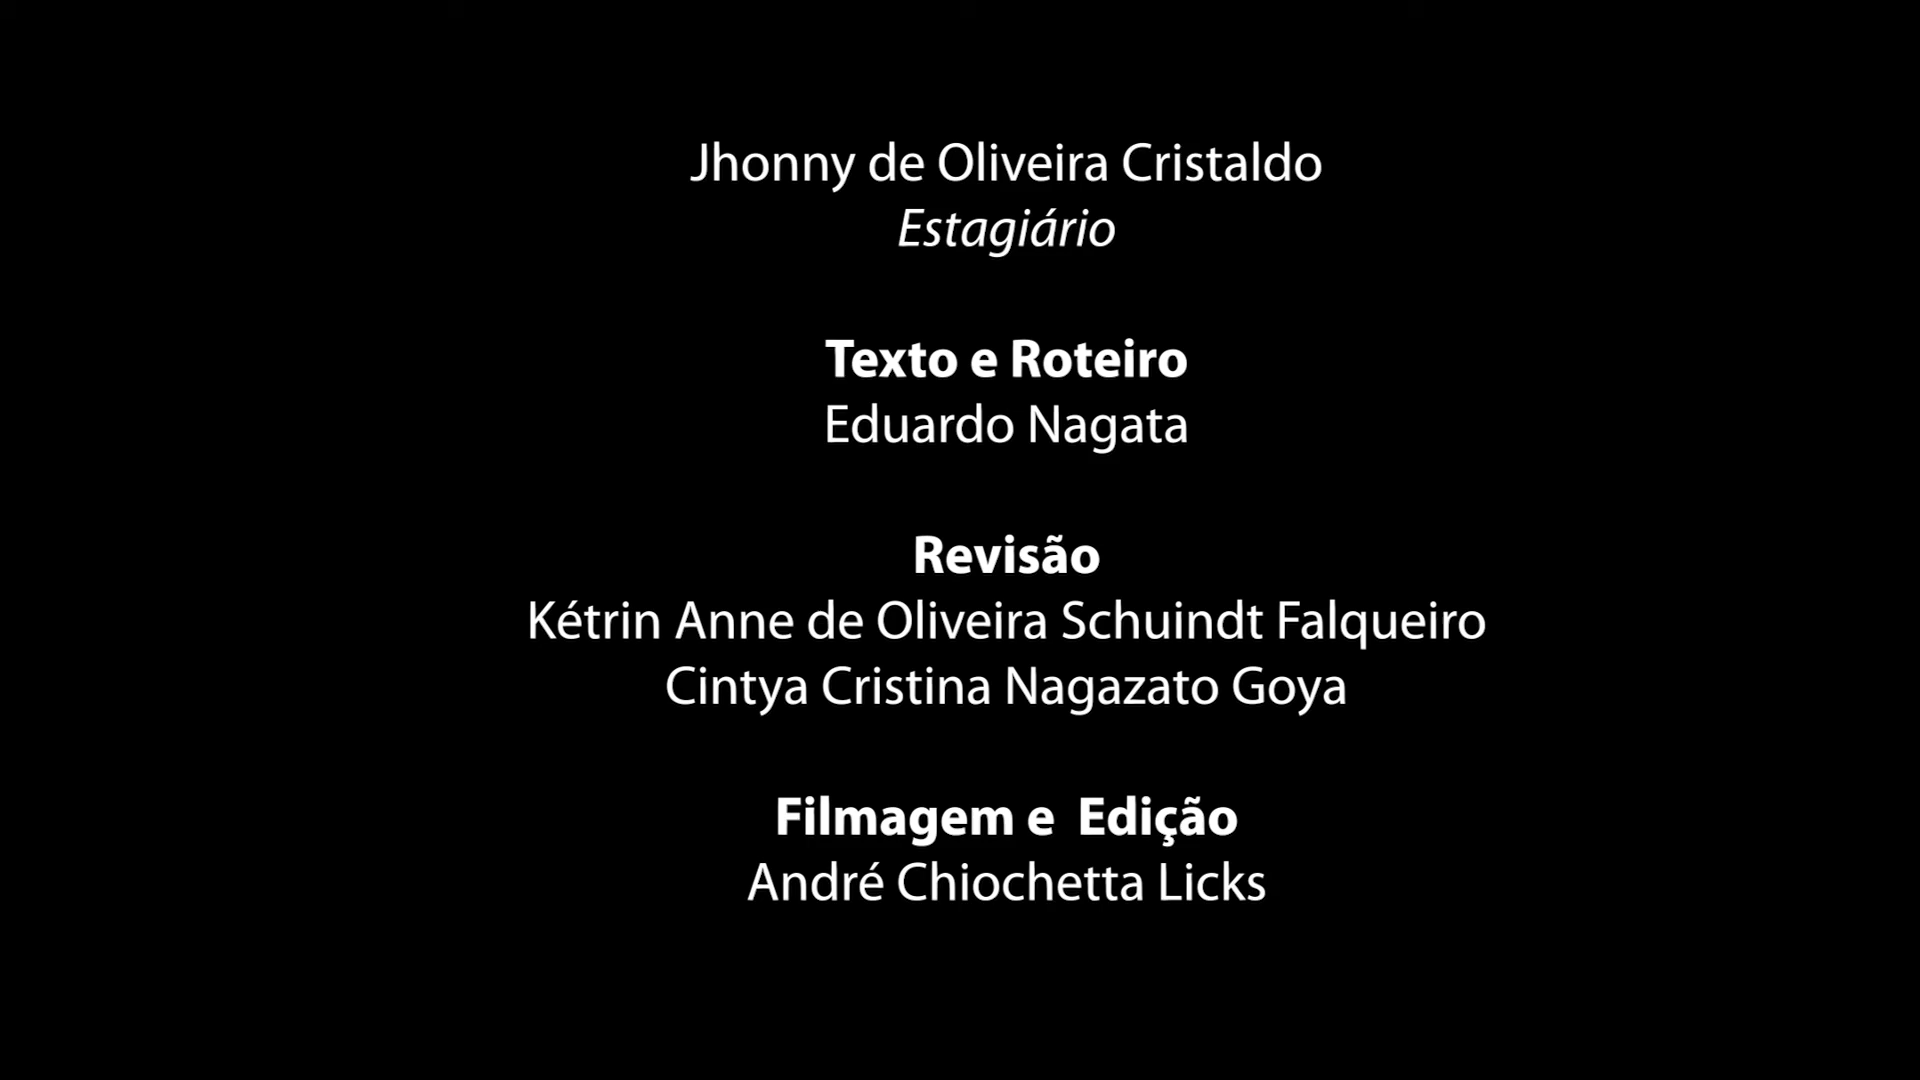 Jhonny de Oliveira Cristaldo
Estagiário
Texto e Roteiro
Eduardo Nagata
Revisão
Kétrin Anne de Oliveira Schuindt Falqueiro
Cintya Cristina Nagazato Goya
Filmagem e  Edição
André Chiochetta Licks